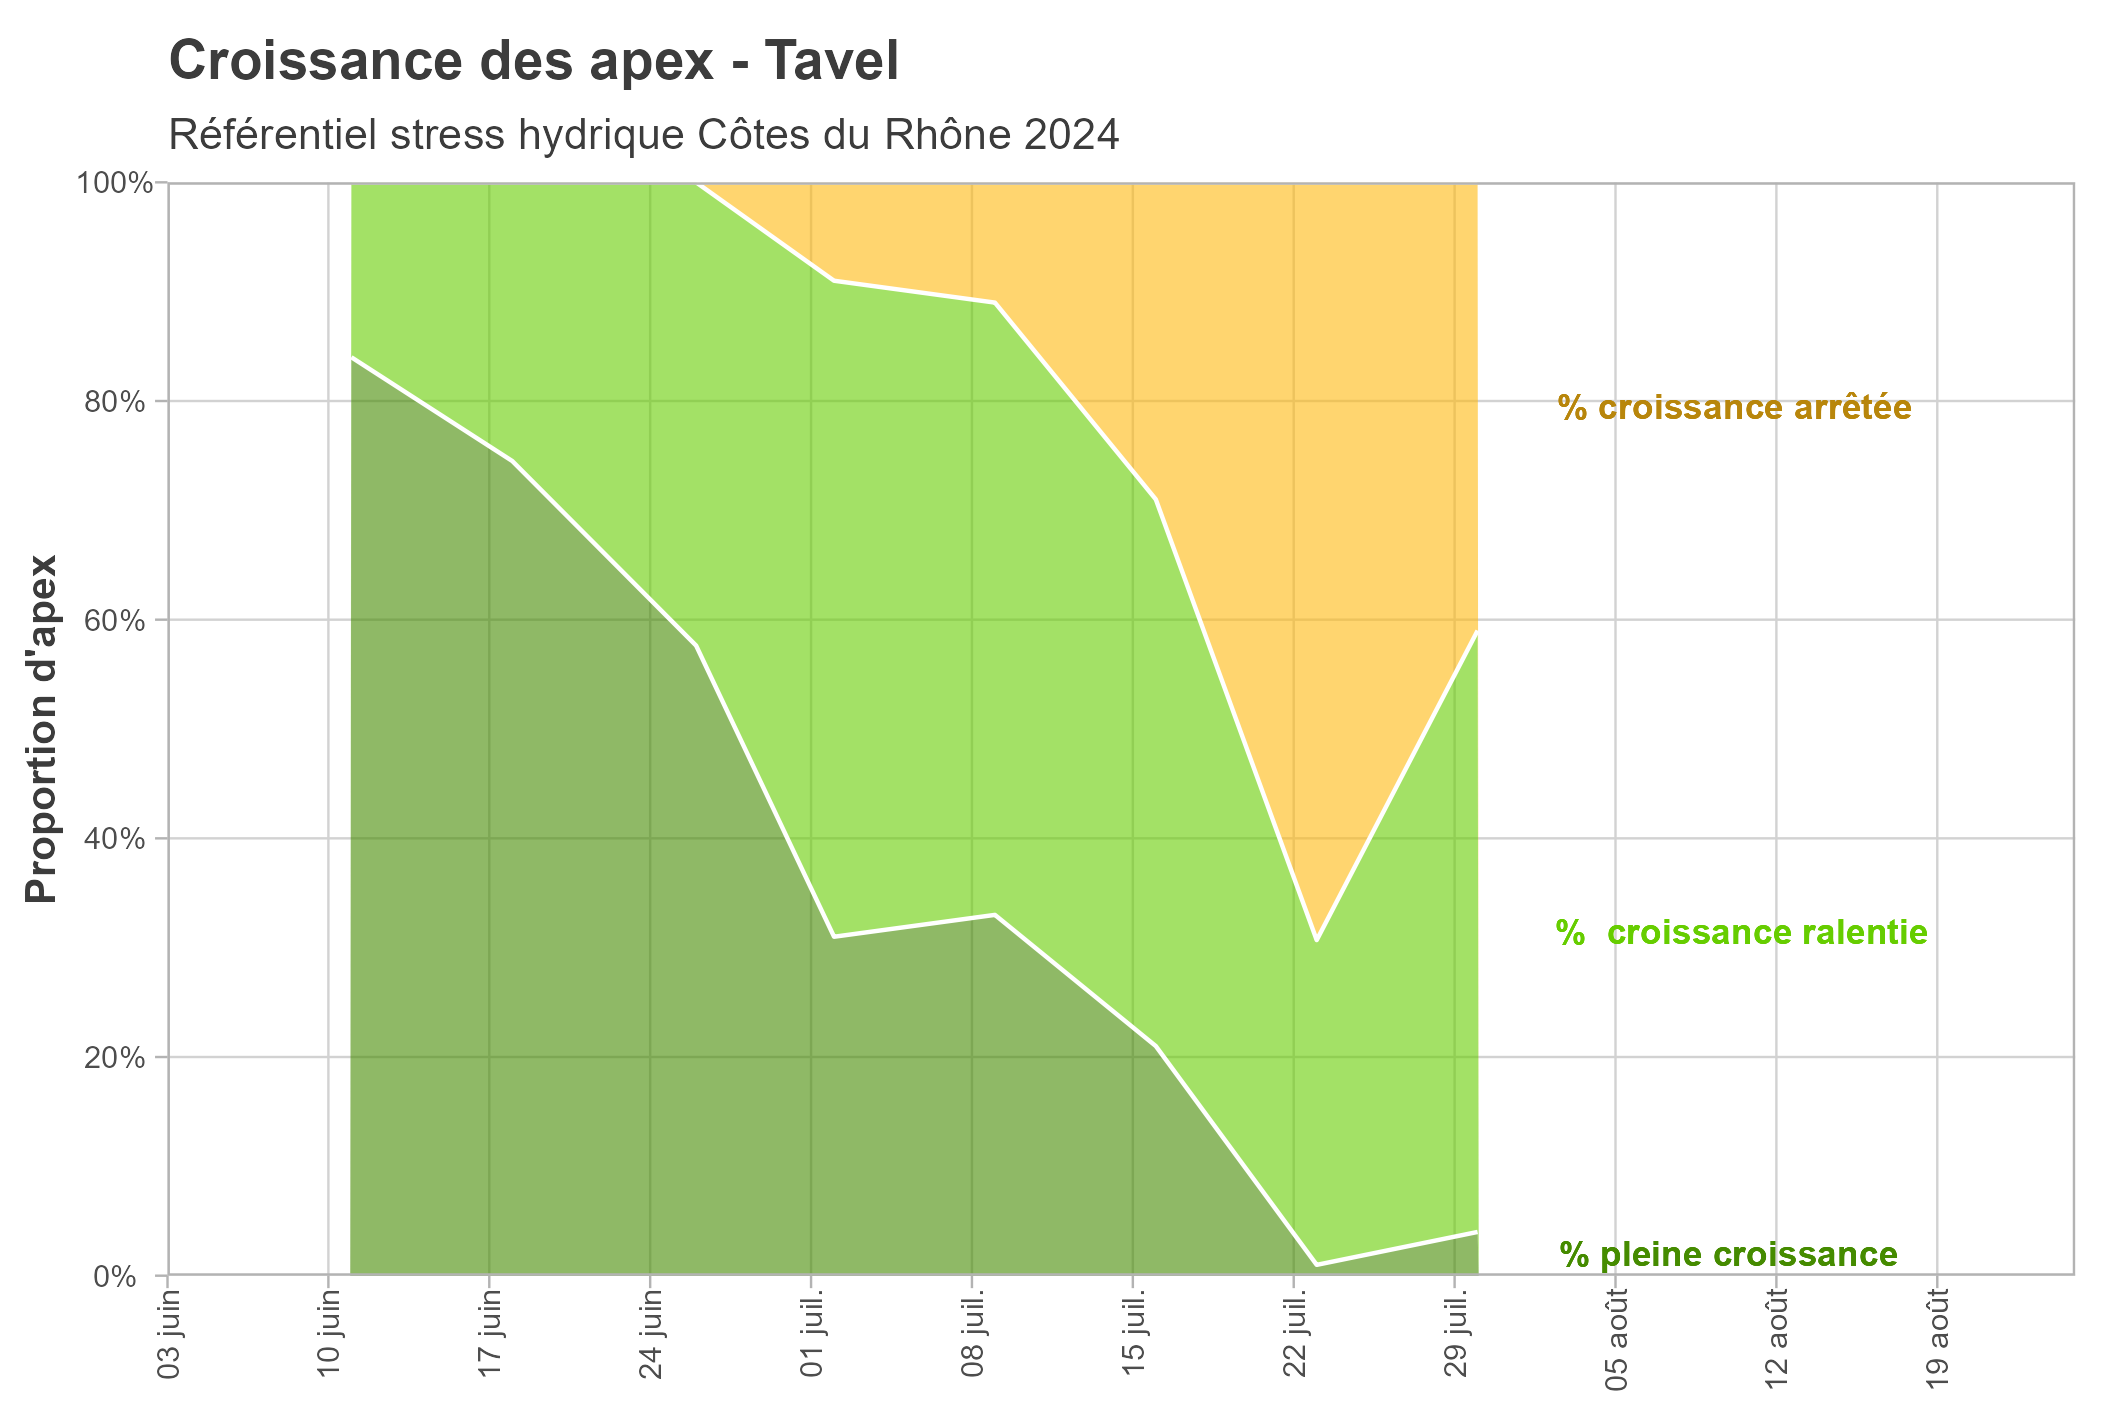 Croissance des apex - Tavel
Référentiel stress hydrique Côtes du Rhône 2024
Proportion d'apex
100%
80%
60%
40%
20%
0%
% croissance arrêtée
% croissance ralentie
% pleine croissance
03 juin
10 juin
17 juin
24 juin
01 juil.
08 juil.
15 juil.
22 juil.
29 juil.
05 août
12 août
19 août